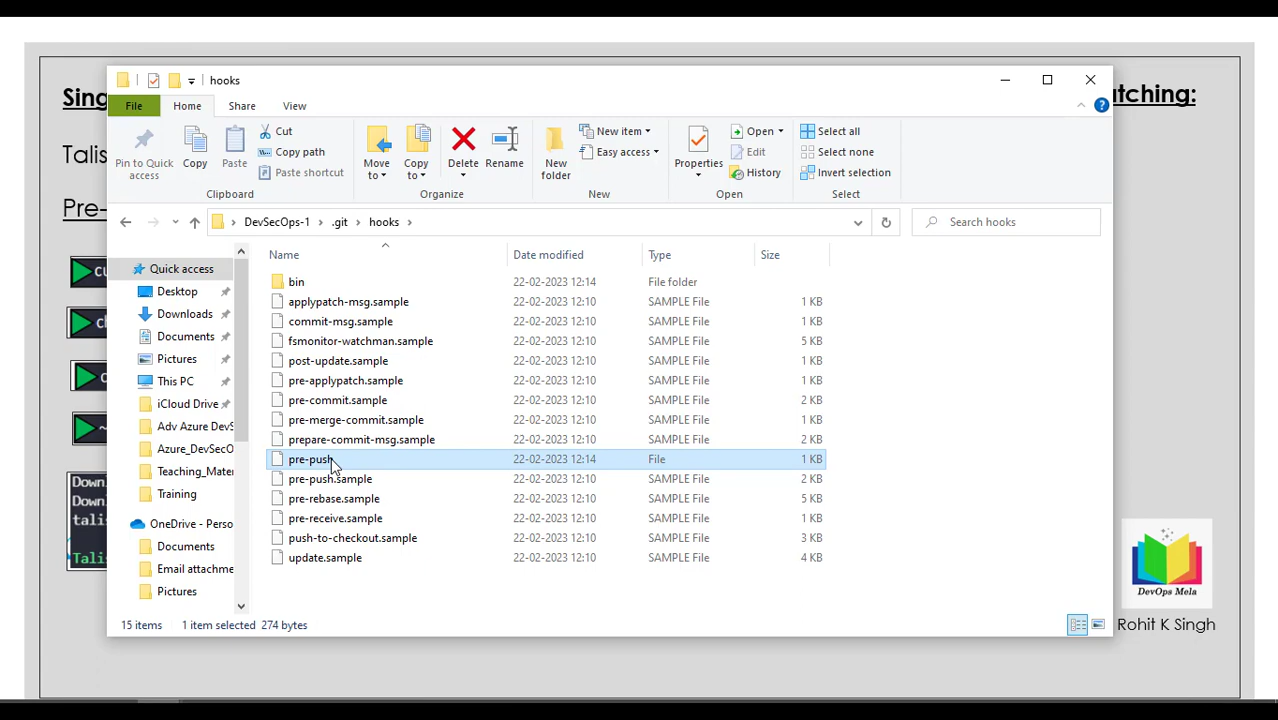 Sing
atching:
Talis
Pre-
Downl
Downl
talis
Talis
hooks
File
Home
Share
View
Pin to Quick access
Copy
Paste
Cut
Copy path
Paste shortcut
Clipboard
Move to
Copy to
Delete
Rename
Organize
New folder
New item
Easy access
New
Properties
Open
Edit
History
Open
Select all
Select none
Invert selection
Select
DevSecOps-1 > .git > hooks >
Search hooks
Quick access
Desktop
Downloads
Documents
Pictures
This PC
iCloud Drive
Adv Azure DevS
Azure_DevSecO
Teaching_Mater
Training
OneDrive - Perso
Documents
Email attachme
Pictures
Name Date modified Type Size
bin 22-02-2023 12:14 File folder
applypatch-msg.sample 22-02-2023 12:10 SAMPLE File 1 KB
commit-msg.sample 22-02-2023 12:10 SAMPLE File 1 KB
fsmonitor-watchman.sample 22-02-2023 12:10 SAMPLE File 5 KB
post-update.sample 22-02-2023 12:10 SAMPLE File 1 KB
pre-applypatch.sample 22-02-2023 12:10 SAMPLE File 1 KB
pre-commit.sample 22-02-2023 12:10 SAMPLE File 2 KB
pre-merge-commit.sample 22-02-2023 12:10 SAMPLE File 1 KB
prepare-commit-msg.sample 22-02-2023 12:10 SAMPLE File 2 KB
pre-push 22-02-2023 12:14 File 1 KB
pre-push.sample 22-02-2023 12:10 SAMPLE File 2 KB
pre-rebase.sample 22-02-2023 12:10 SAMPLE File 5 KB
pre-receive.sample 22-02-2023 12:10 SAMPLE File 1 KB
push-to-checkout.sample 22-02-2023 12:10 SAMPLE File 3 KB
update.sample 22-02-2023 12:10 SAMPLE File 4 KB
15 items 1 item selected 274 bytes
DevOps Mela
Rohit K Singh